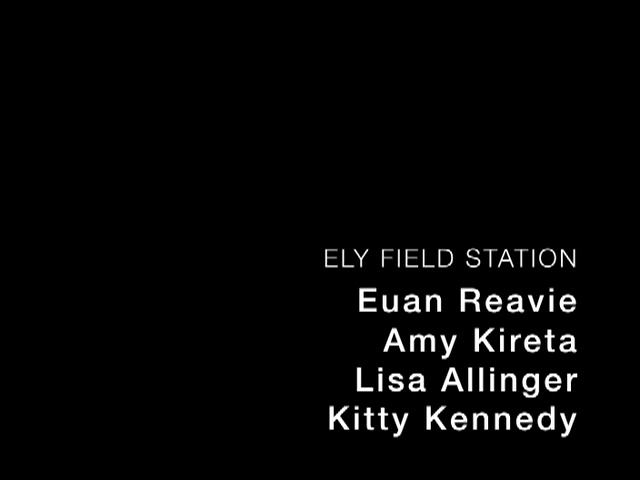 ELY FIELD STATION
Euan Reavie
Amy Kireta
Lisa Allinger
Kitty Kennedy